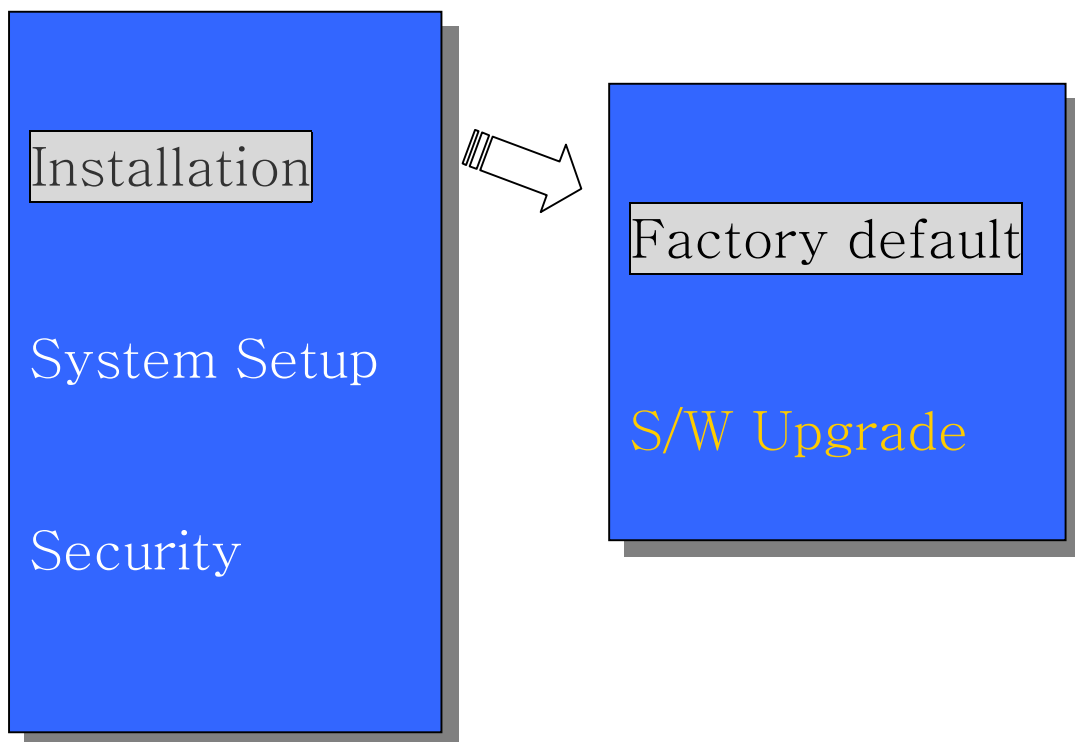 Installation
System Setup
Security
Factory default
S/W Upgrade